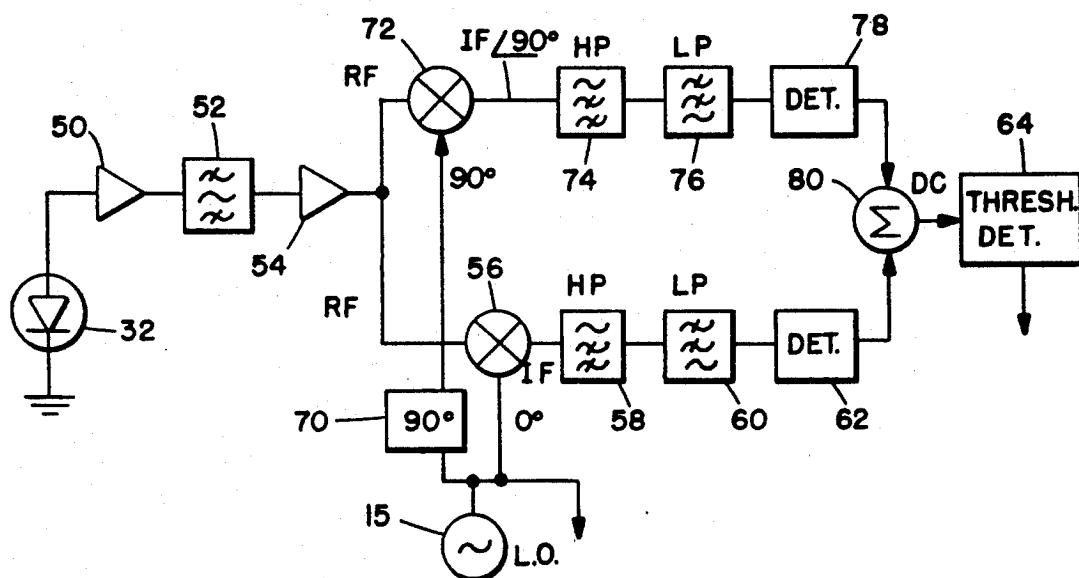 78
72
IF/90°
HP
LP
RF
64
50
52
DET.
90°
74
76
80
DC
THRESH.
DET.
Σ
54
56
HP
LP
RF
32
DET.
IF
70
90°
0°
58
60
62
15
L.O.